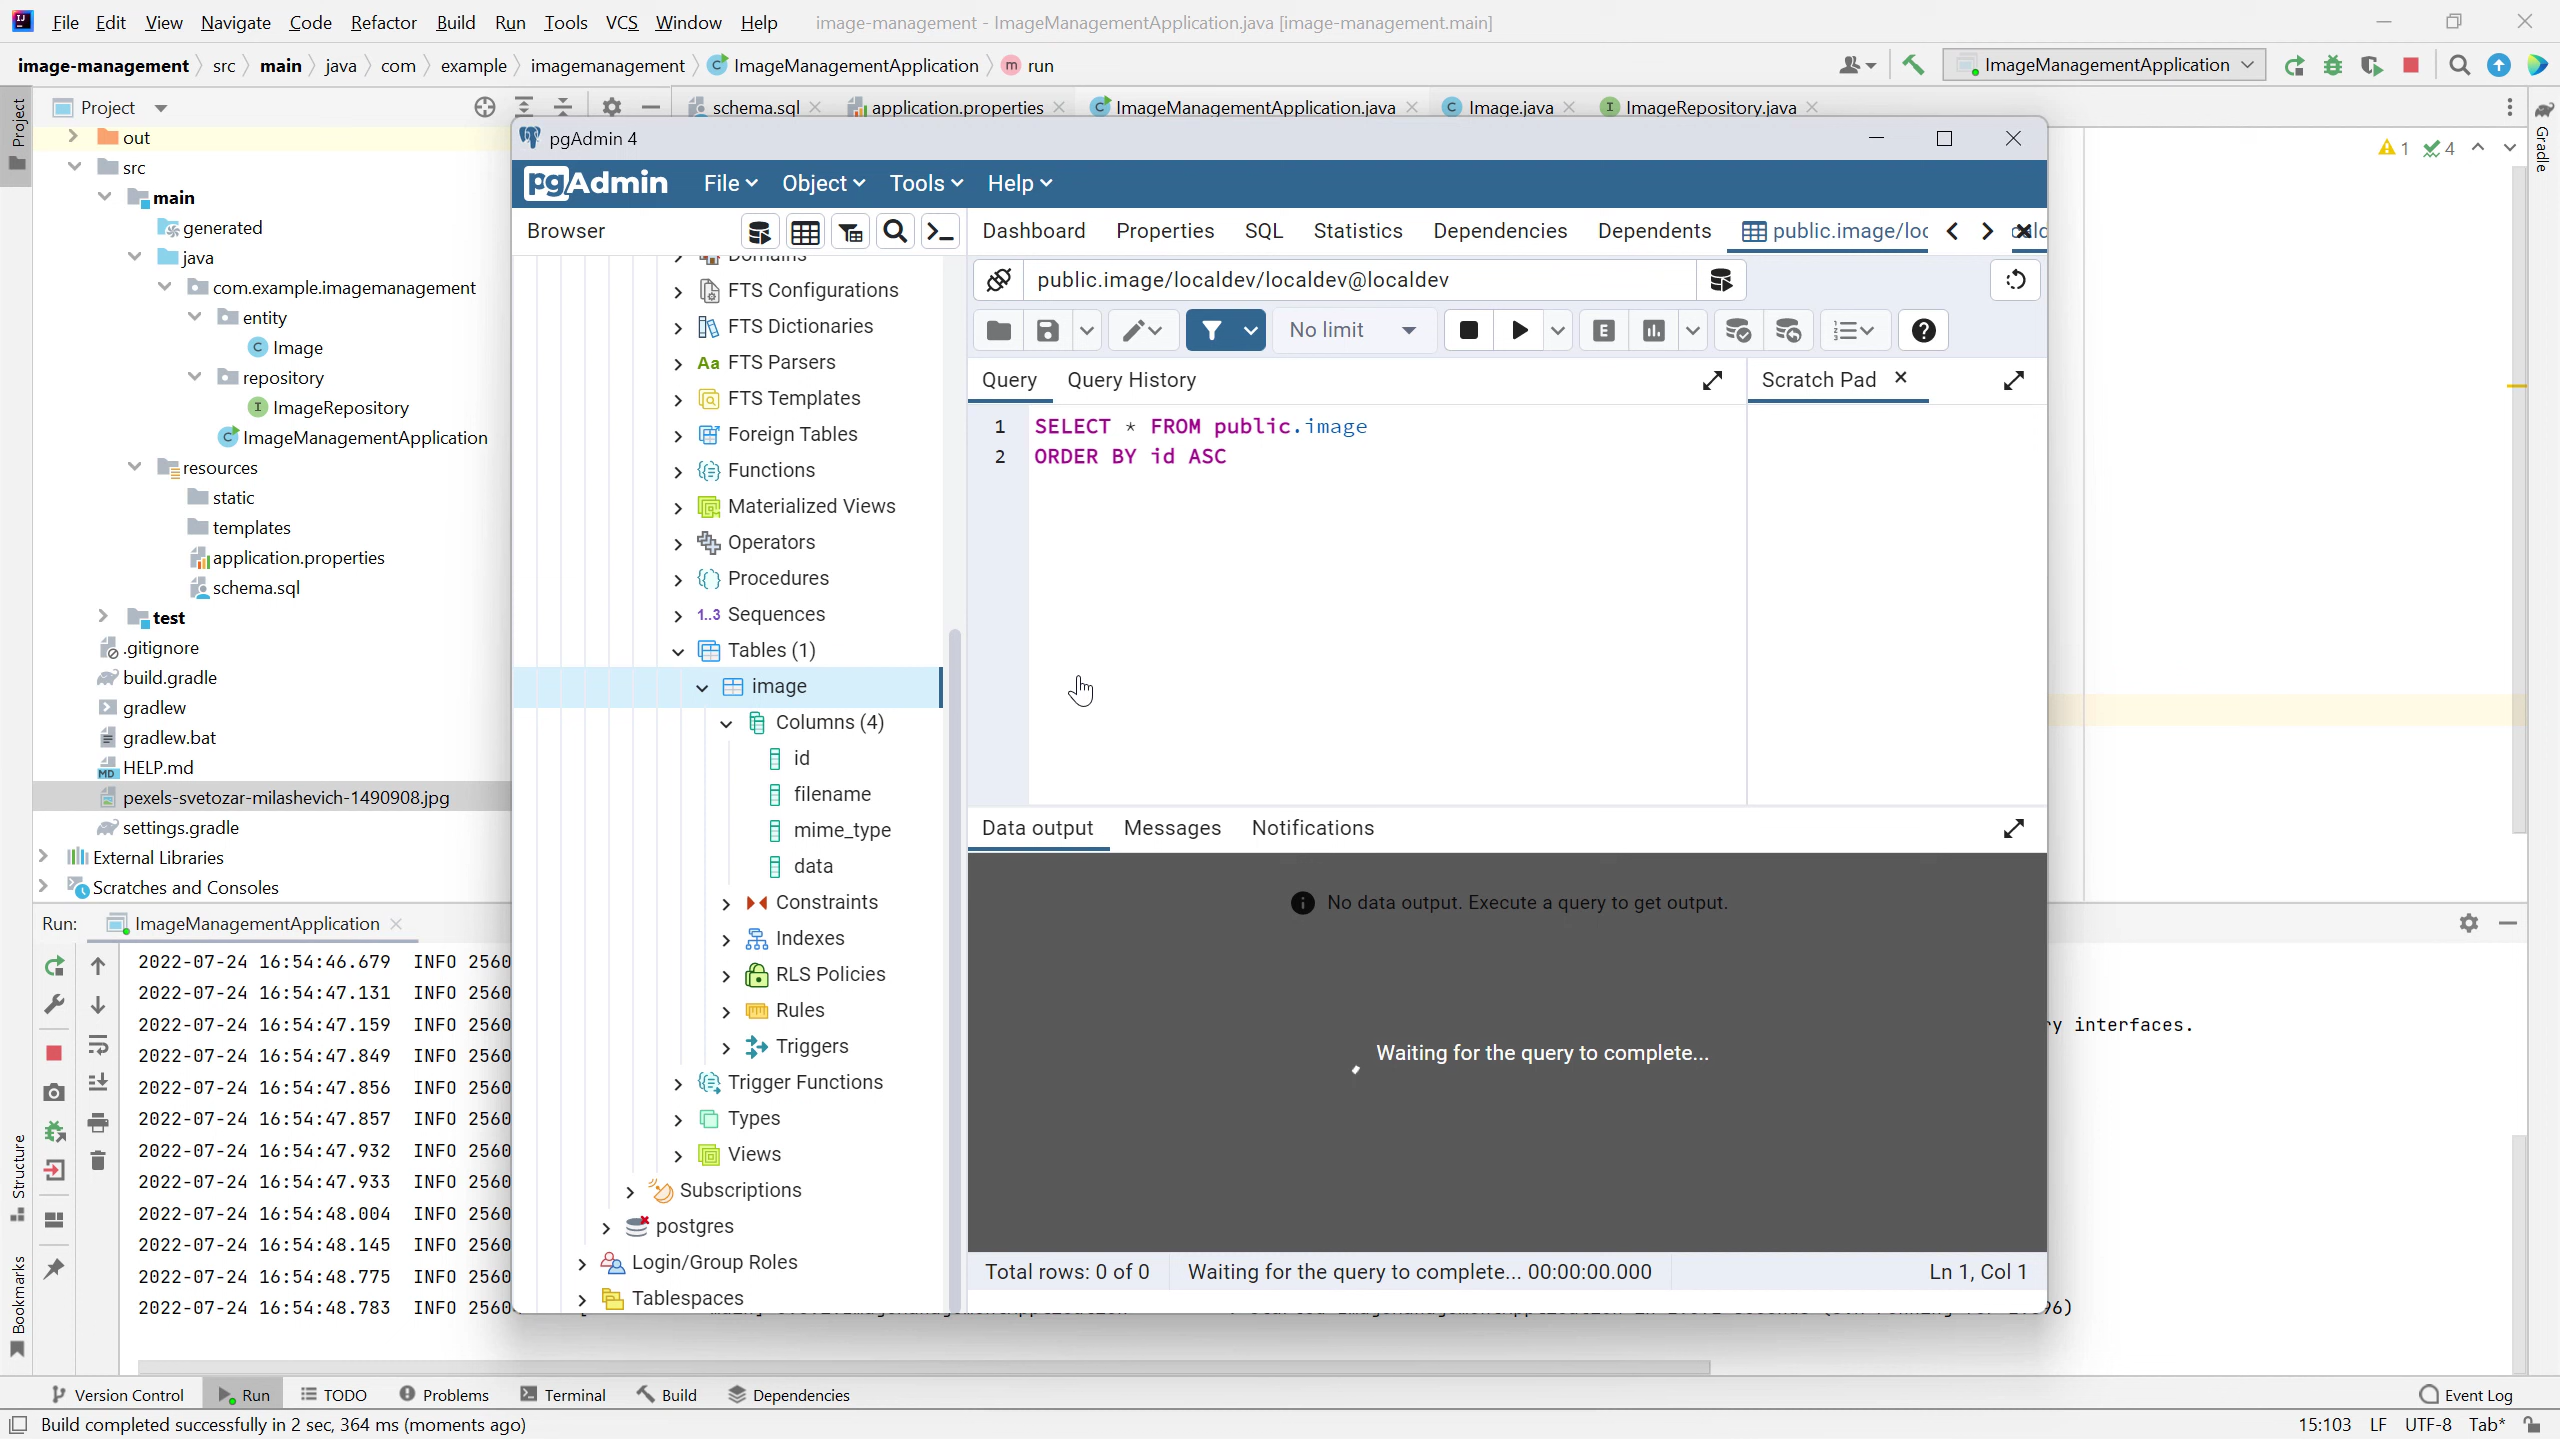 File Edit View Navigate Code Refactor Build Run Tools VCS Window Help image-management - ImageManagementApplication.java [image-management.main]
image-management src main java com example imagemanagement ImageManagementApplication run
ImageManagementApplication
Project
Project
schema.sql application.properties ImageManagementApplication.java Image.java ImageRepository.java
1 4
Gradle
out
src
main
generated
java
com.example.imagemanagement
entity
Image
repository
ImageRepository
ImageManagementApplication
resources
static
templates
application.properties
schema.sql
test
.gitignore
build.gradle
gradlew
gradlew.bat
HELP.md
pexels-svetozar-milashevich-1490908.jpg
settings.gradle
External Libraries
Scratches and Consoles
pgAdmin 4
pgAdmin File Object Tools Help
Browser
Dashboard Properties SQL Statistics Dependencies Dependents public.image/loc
Domains
FTS Configurations
FTS Dictionaries
FTS Parsers
FTS Templates
Foreign Tables
Functions
Materialized Views
Operators
Procedures
1..3 Sequences
Tables (1)
image
Columns (4)
id
filename
mime_type
data
Constraints
Indexes
RLS Policies
Rules
Triggers
Trigger Functions
Types
Views
Subscriptions
postgres
Login/Group Roles
Tablespaces
public.image/localdev/localdev@localdev
No limit
Query Query History
Scratch Pad
1 SELECT * FROM public.image
2 ORDER BY id ASC
Data output Messages Notifications
No data output. Execute a query to get output.
Waiting for the query to complete...
Total rows: 0 of 0 Waiting for the query to complete... 00:00:00.000 Ln 1, Col 1
Run: ImageManagementApplication
2022-07-24 16:54:46.679 INFO 2560
2022-07-24 16:54:47.131 INFO 2560
2022-07-24 16:54:47.159 INFO 2560 y interfaces.
2022-07-24 16:54:47.849 INFO 2560
2022-07-24 16:54:47.856 INFO 2560
2022-07-24 16:54:47.857 INFO 2560
2022-07-24 16:54:47.932 INFO 2560
2022-07-24 16:54:47.933 INFO 2560
2022-07-24 16:54:48.004 INFO 2560
2022-07-24 16:54:48.145 INFO 2560
2022-07-24 16:54:48.775 INFO 2560
2022-07-24 16:54:48.783 INFO 2560
Structure
Bookmarks
Version Control Run TODO Problems Terminal Build Dependencies Event Log
Build completed successfully in 2 sec, 364 ms (moments ago) 15:103 LF UTF-8 Tab*